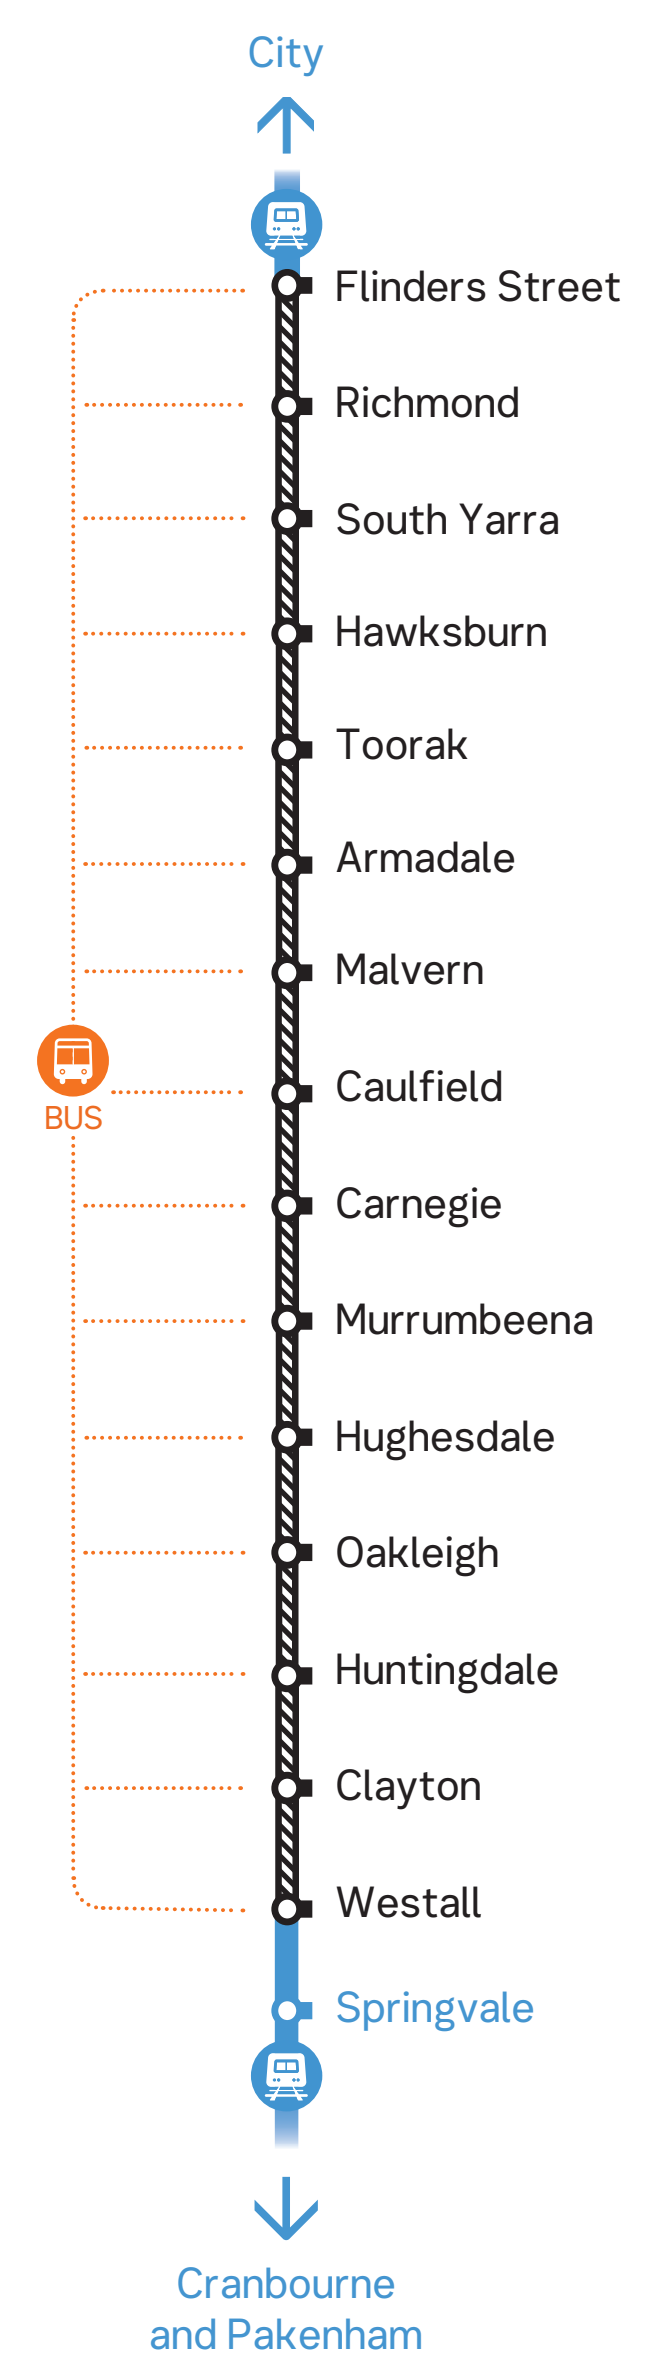 City
Flinders Street
Richmond
South Yarra
Hawksburn
Toorak
Armadale
Malvern
Caulfield
BUS
Carnegie
Murrumbeena
Hughesdale
Oakleigh
Huntingdale
Clayton
Westall
Springvale
Cranbourne
and Pakenham